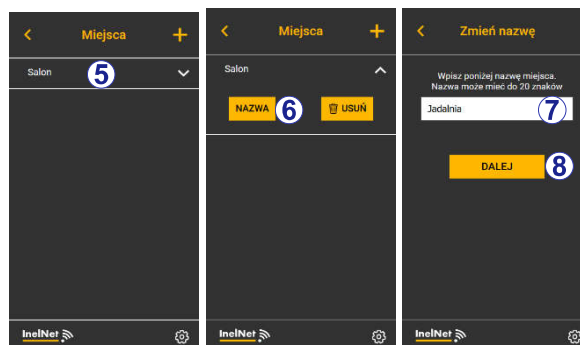 Miejsca
Salon
5
InelNet
Miejsca
Salon
NAZWA
6
USUŃ
InelNet
Zmień nazwę
Wpisz poniżej nazwę miejsca.
Nazwa może mieć do 20 znaków
Jadalnia
7
DALEJ
8
InelNet